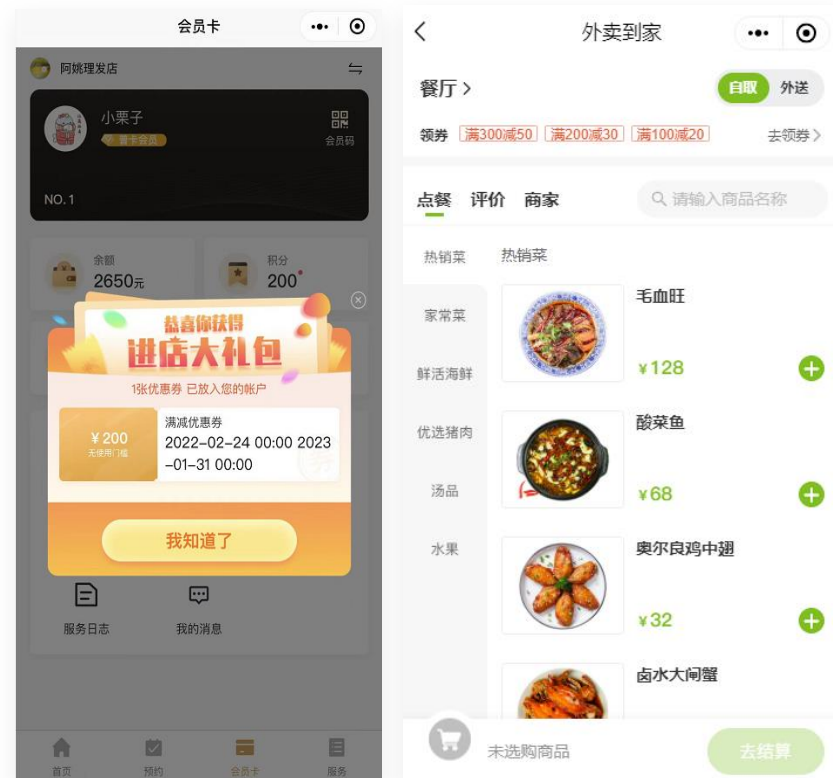 会员卡
阿姚理发店
小栗子
普卡会员
会员码
NO.1
余额
2650元
积分
200
恭喜你获得
进店大礼包
1张优惠券 已放入您的帐户
¥200
无使用门槛
满减优惠券
2022-02-24 00:00 2023
-01-31 00:00
我知道了
服务日志
我的消息
首页
预约
会员卡
服务
外卖到家
餐厅
自取
外送
领券
满300减50
满200减30
满100减20
去领券
点餐
评价
商家
请输入商品名称
热销菜
家常菜
鲜活海鲜
优选猪肉
汤品
水果
热销菜
毛血旺
¥128
酸菜鱼
¥68
奥尔良鸡中翅
¥32
卤水大闸蟹
未选购商品
去结算